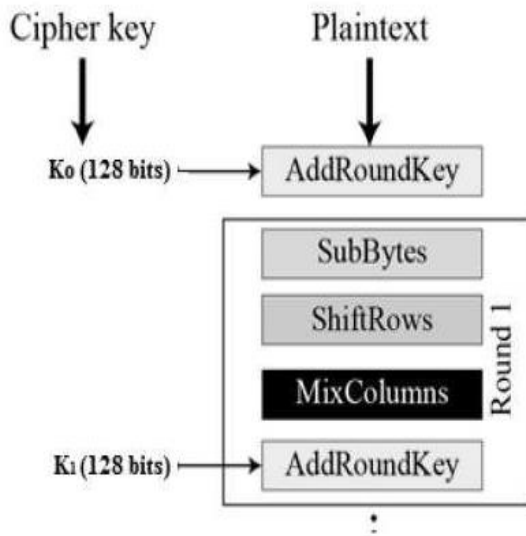 Cipher key
Plaintext
K0 (128 bits)
AddRoundKey
SubBytes
ShiftRows
MixColumns
Round 1
K1 (128 bits)
AddRoundKey